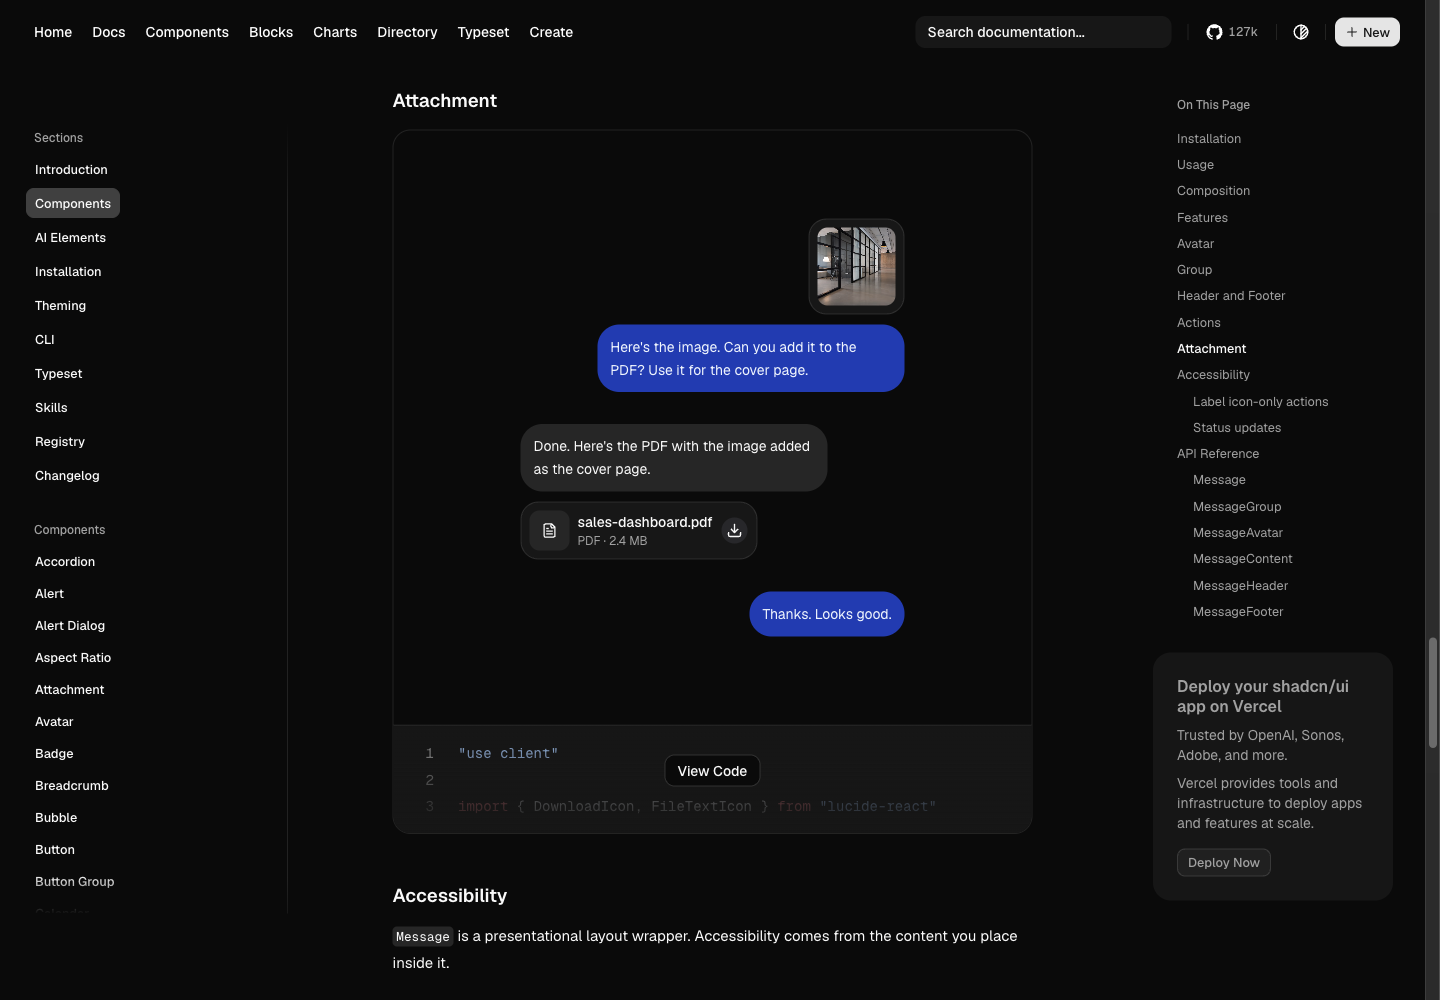 Home
Docs
Components
Blocks
Charts
Directory
Typeset
Create
Search documentation...
127k
New
Sections
Introduction
Components
AI Elements
Installation
Theming
CLI
Typeset
Skills
Registry
Changelog
Components
Accordion
Alert
Alert Dialog
Aspect Ratio
Attachment
Avatar
Badge
Breadcrumb
Bubble
Button
Button Group
Calendar
Attachment
Here's the image. Can you add it to the
PDF? Use it for the cover page.
Done. Here's the PDF with the image added
as the cover page.
sales-dashboard.pdf
PDF · 2.4 MB
Thanks. Looks good.
1 "use client"
2
3 import { DownloadIcon, FileTextIcon } from "lucide-react"
View Code
Accessibility
Message is a presentational layout wrapper. Accessibility comes from the content you place
inside it.
On This Page
Installation
Usage
Composition
Features
Avatar
Group
Header and Footer
Actions
Attachment
Accessibility
Label icon-only actions
Status updates
API Reference
Message
MessageGroup
MessageAvatar
MessageContent
MessageHeader
MessageFooter
Deploy your shadcn/ui
app on Vercel
Trusted by OpenAI, Sonos,
Adobe, and more.
Vercel provides tools and
infrastructure to deploy apps
and features at scale.
Deploy Now